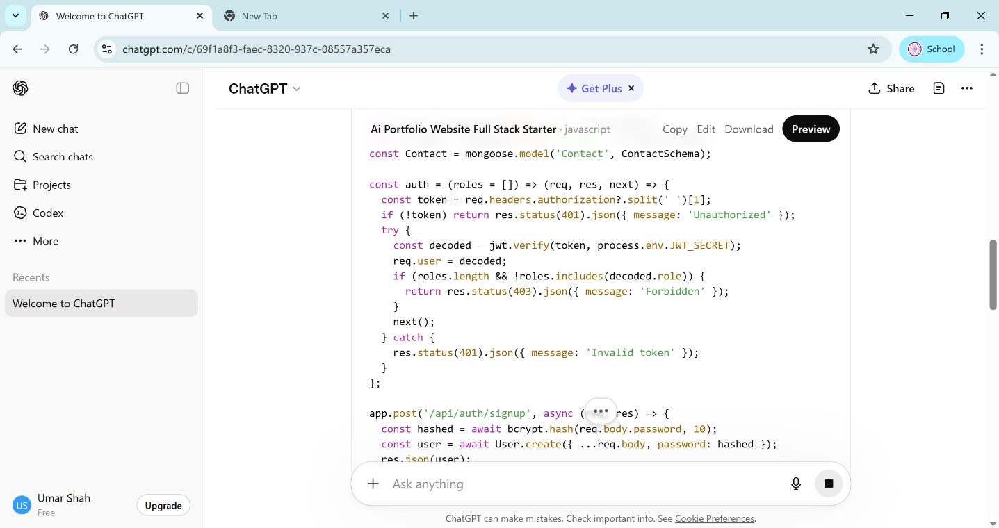 Welcome to ChatGPT
New Tab
chatgpt.com/c/69f1a8f3-faec-8320-937c-08557a357eca
School
ChatGPT
Get Plus
Share
New chat
Search chats
Projects
Codex
More
Recents
Welcome to ChatGPT
US
Umar Shah
Free
Upgrade
Ai Portfolio Website Full Stack Starter · javascript
Copy
Edit
Download
Preview
const Contact = mongoose.model('Contact', ContactSchema);
const auth = (roles = []) => (req, res, next) => {
const token = req.headers.authorization?.split(' ')[1];
if (!token) return res.status(401).json({ message: 'Unauthorized' });
try {
const decoded = jwt.verify(token, process.env.JWT_SECRET);
req.user = decoded;
if (roles.length && !roles.includes(decoded.role)) {
return res.status(403).json({ message: 'Forbidden' });
}
next();
} catch {
res.status(401).json({ message: 'Invalid token' });
}
};
app.post('/api/auth/signup', async ( res) => {
const hashed = await bcrypt.hash(req.body.password, 10);
const user = await User.create({ ...req.body, password: hashed });
res.json(user);
Ask anything
ChatGPT can make mistakes. Check important info. See Cookie Preferences.